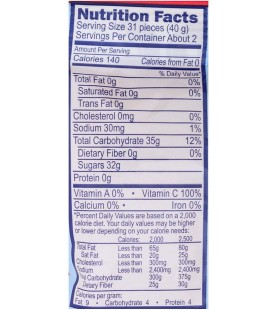 Nutrition Facts
Serving Size 31 pieces (40 g)
Servings Per Container About 2
Amount Per Serving
Calories 140 Calories from Fat 0
% Daily Value*
Total Fat 0g 0%
Saturated Fat 0g 0%
Trans Fat 0g
Cholesterol 0mg 0%
Sodium 30mg 1%
Total Carbohydrate 35g 12%
Dietary Fiber 0g 0%
Sugars 32g
Protein 0g
Vitamin A 0% • Vitamin C 100%
Calcium 0% • Iron 0%
*Percent Daily Values are based on a 2,000
calorie diet. Your daily values may be higher
or lower depending on your calorie needs:
Calories: 2,000 2,500
Total Fat Less than 65g 80g
Sat Fat Less than 20g 25g
Cholesterol Less than 300mg 300mg
Sodium Less than 2,400mg 2,400mg
Total Carbohydrate 300g 375g
Dietary Fiber 25g 30g
Calories per gram:
Fat 9 • Carbohydrate 4 • Protein 4